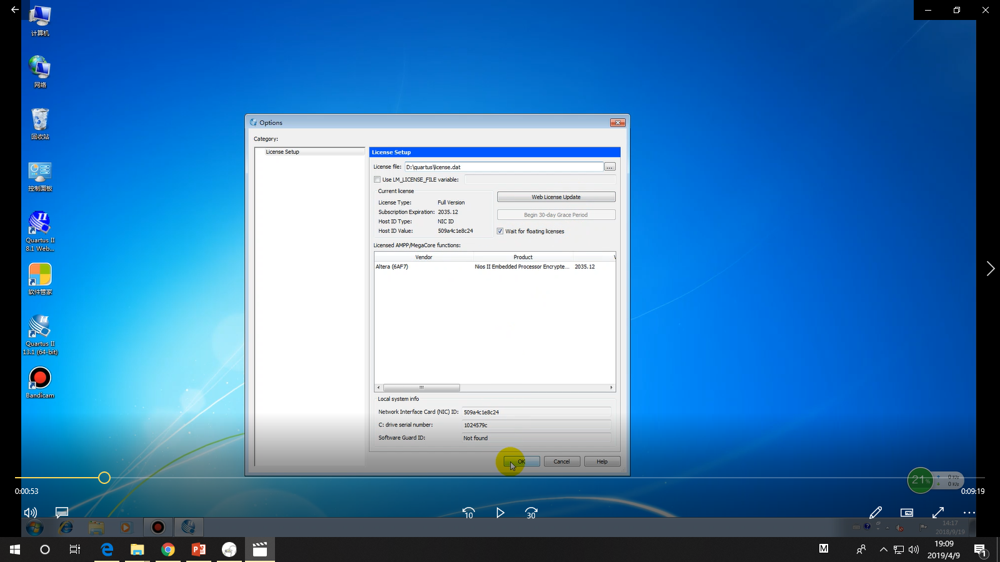 计算机
网络
回收站
控制面板
Quartus II
8.1 Web...
软件管家
Quartus II
13.1 (64-bit)
Bandicam
Options
Category:
License Setup
License Setup
License file:
D:\quartus\license.dat
...
Use LM_LICENSE_FILE variable:
Current license
License Type:
Full Version
Subscription Expiration:
2035.12
Host ID Type:
NIC ID
Host ID Value:
509a4c1e8c24
Web License Update
Begin 30-day Grace Period
Wait for floating licenses
Licensed AMPP/MegaCore functions:
Vendor
Product
Altera (6AF7)
Nios II Embedded Processor Encrypte...
2035.12
Local system info
Network Interface Card (NIC) ID:
509a4c1e8c24
C: drive serial number:
1024579c
Software Guard ID:
Not found
OK
Cancel
Help
21%
0 K/s
0 K/s
0:00:53
0:09:19
10
30
14:17
2018/9/19
M
19:09
2019/4/9
1